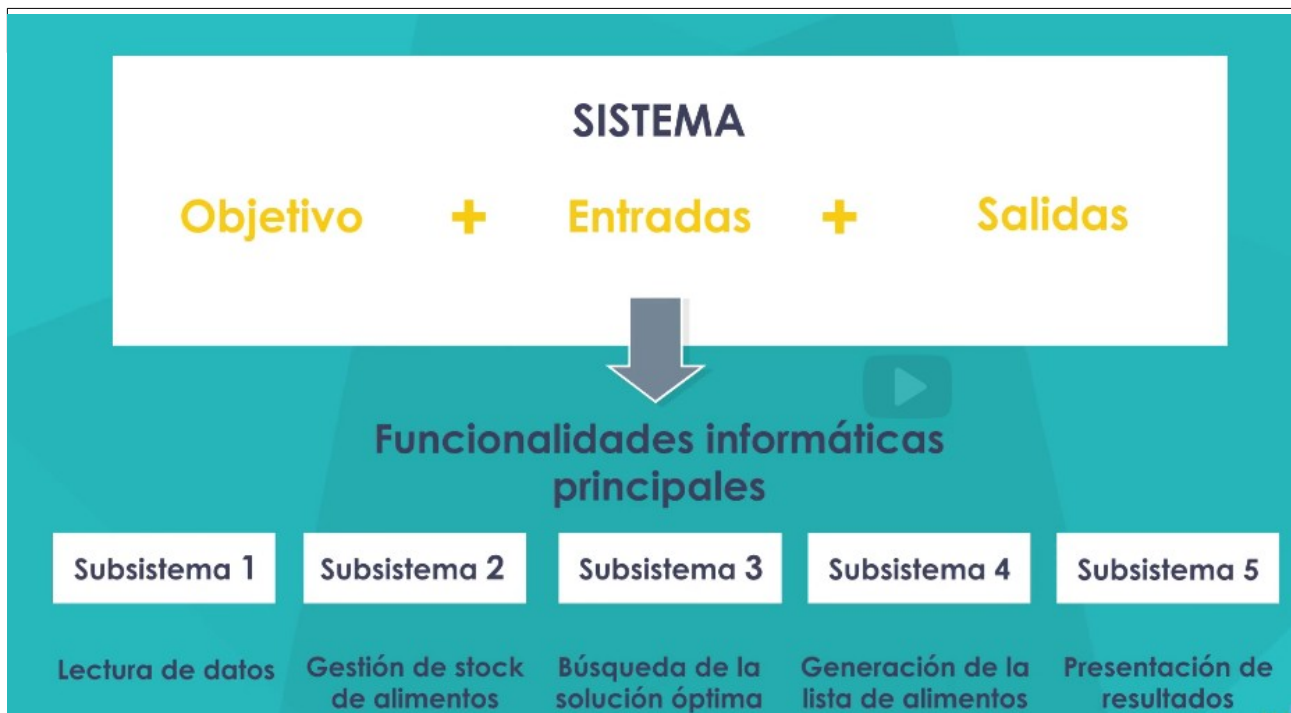 SISTEMA
Objetivo + Entradas + Salidas
Funcionalidades informáticas
principales
Subsistema 1
Subsistema 2
Subsistema 3
Subsistema 4
Subsistema 5
Lectura de datos
Gestión de stock
de alimentos
Búsqueda de la
solución óptima
Generación de la
lista de alimentos
Presentación de
resultados